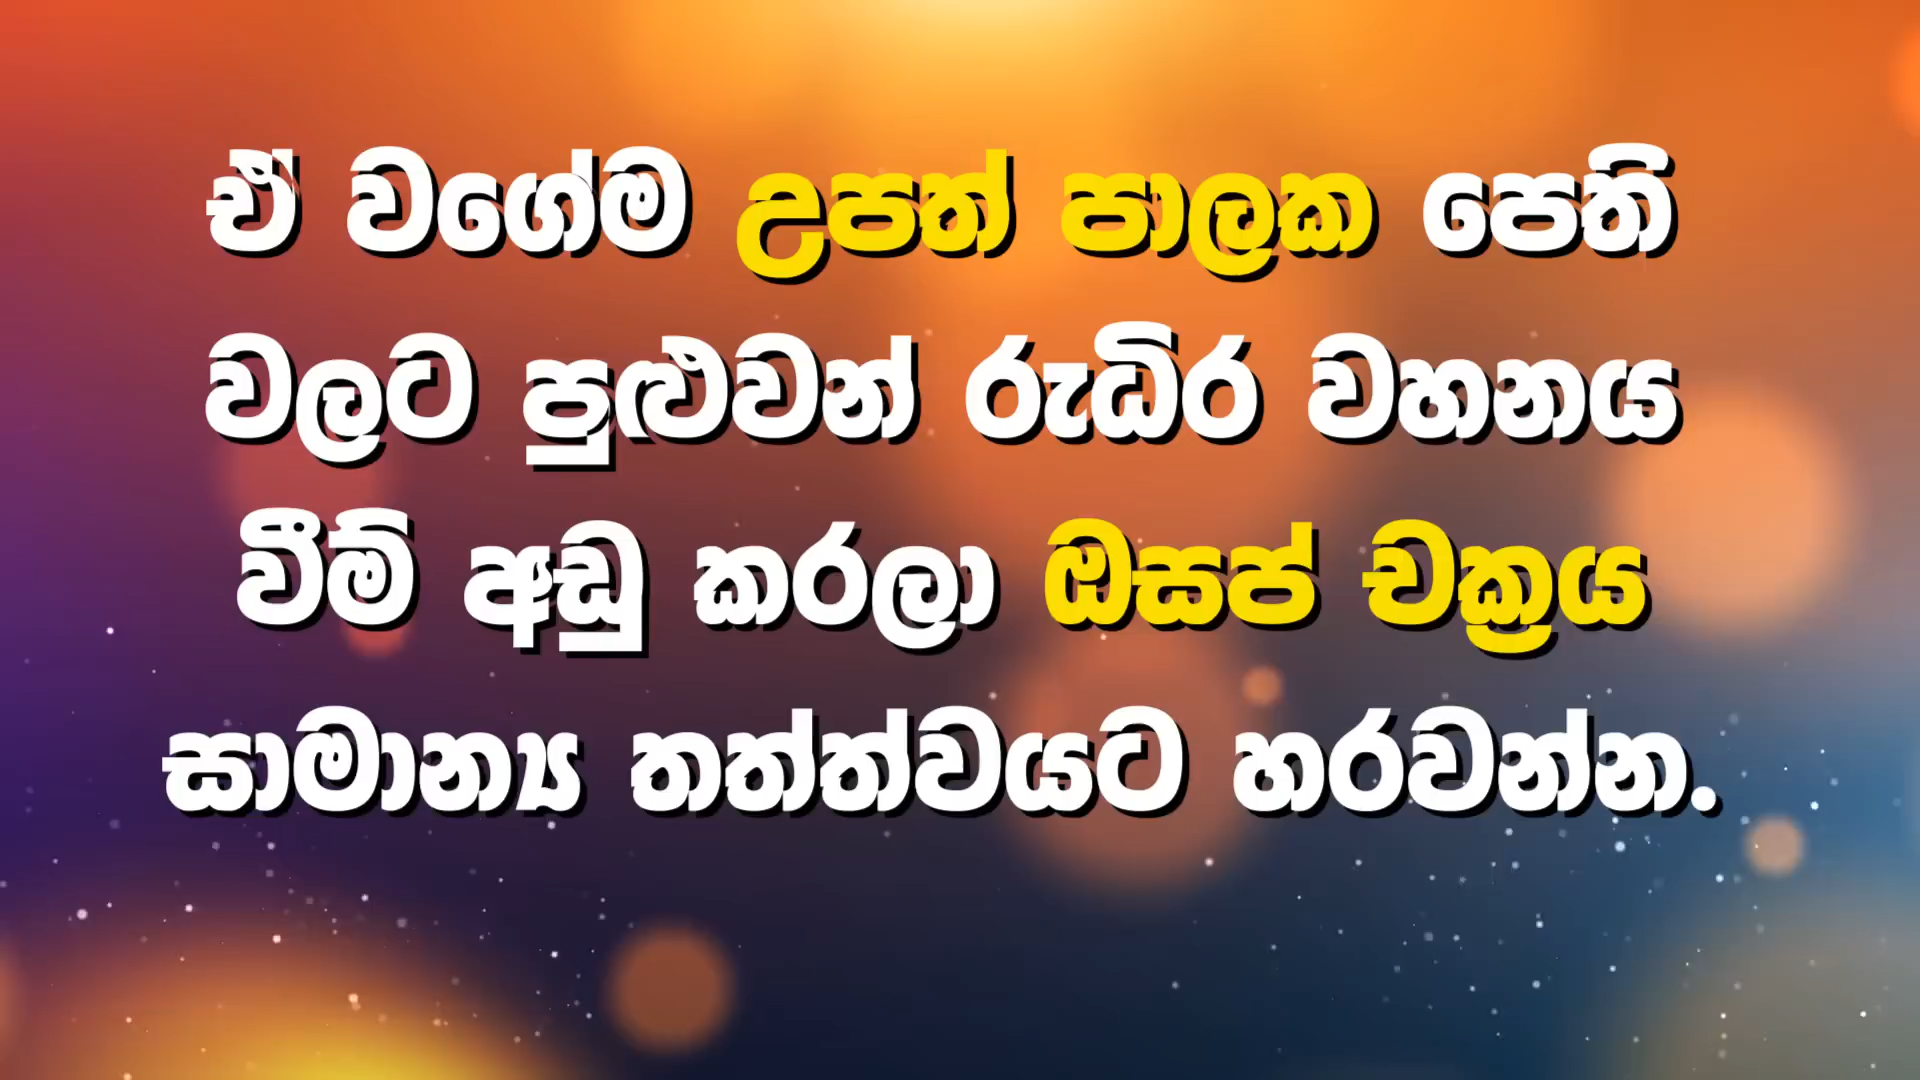 ඒ වගේම උපත් පාලක පෙති
වලට පුළුවන් රුධිර වහනය
වීම් අඩු කරලා ඔසප් චක්‍රය
සාමාන්‍ය තත්ත්වයට හරවන්න.